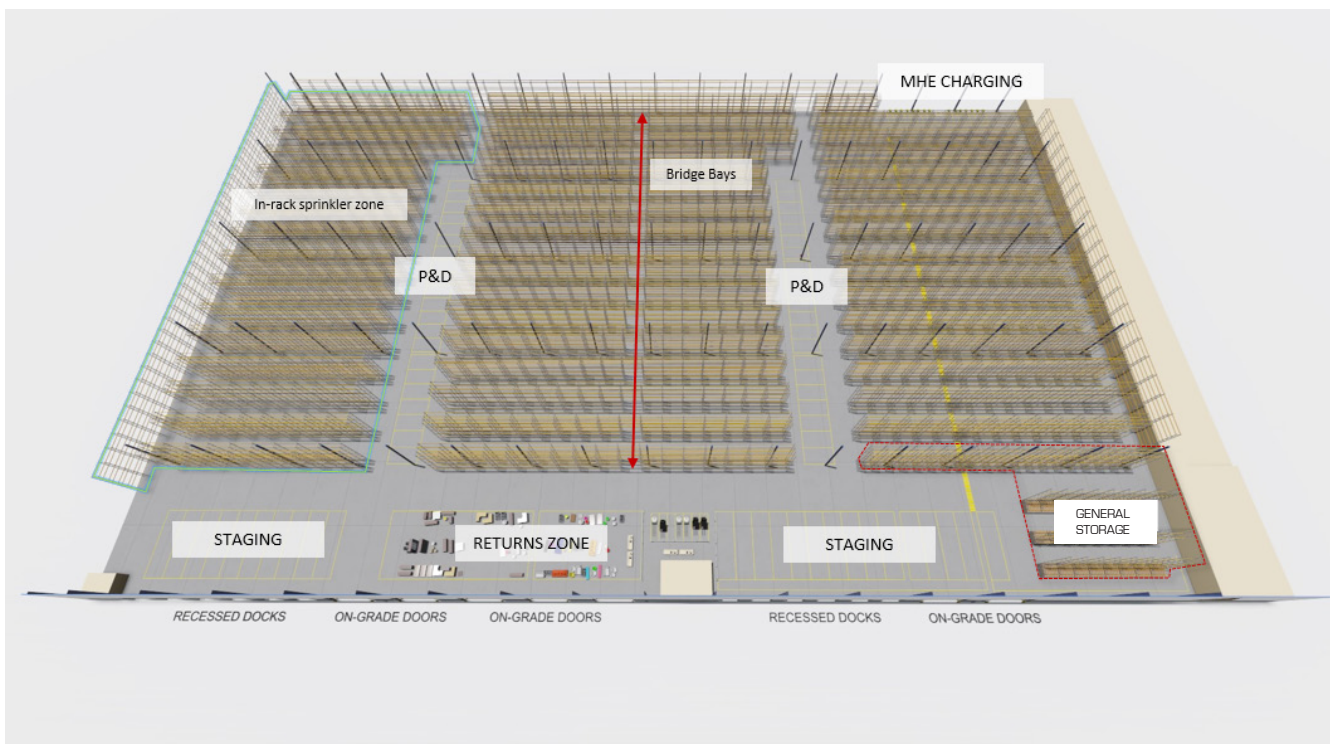 MHE CHARGING
Bridge Bays
In-rack sprinkler zone
P&D
P&D
GENERAL
STORAGE
STAGING
RETURNS ZONE
STAGING
RECESSED DOCKS
ON-GRADE DOORS
ON-GRADE DOORS
RECESSED DOCKS
ON-GRADE DOORS